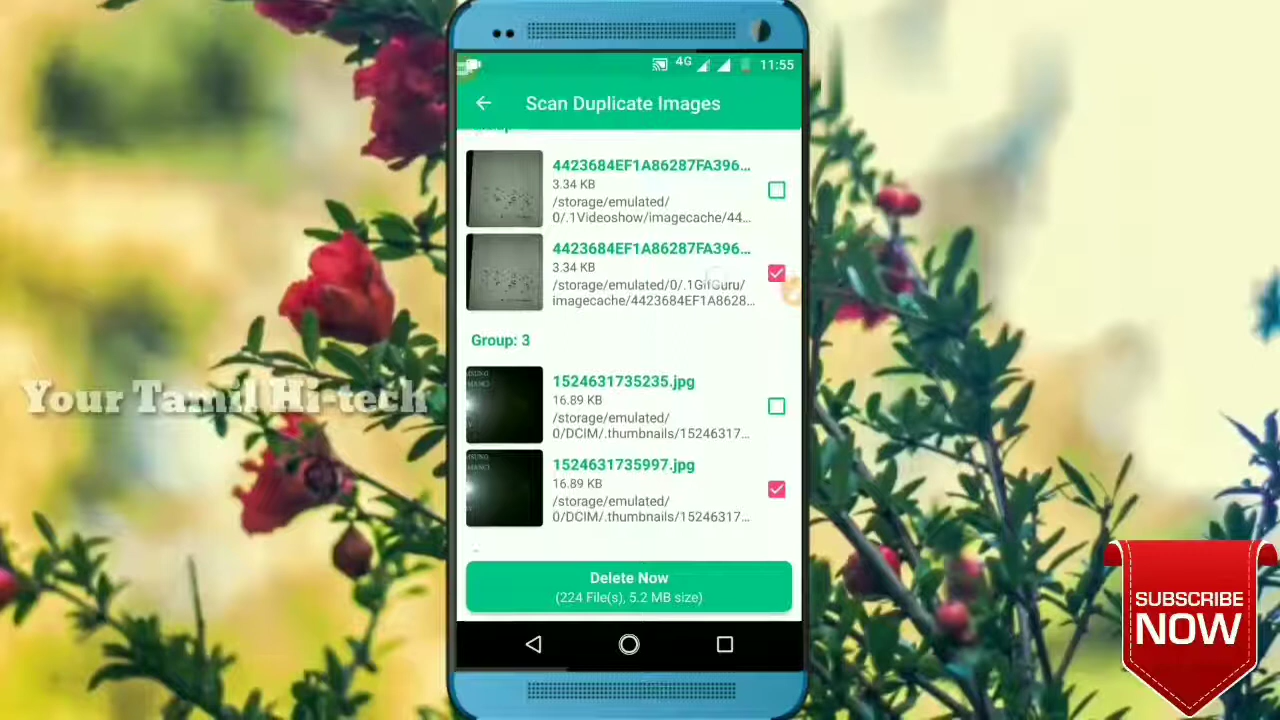 4G 11:55
Scan Duplicate Images
4423684EF1A86287FA396...
3.34 KB
/storage/emulated/
0/.1Videoshow/imagecache/44...
4423684EF1A86287FA396...
3.34 KB
/storage/emulated/0/.1GifGuru/
imagecache/4423684EF1A8628...
Group: 3
1524631735235.jpg
16.89 KB
/storage/emulated/
0/DCIM/.thumbnails/15246317...
1524631735997.jpg
16.89 KB
/storage/emulated/
0/DCIM/.thumbnails/15246317...
Delete Now
(224 File(s), 5.2 MB size)
Your Tamil Hi-tech
SUBSCRIBE
NOW